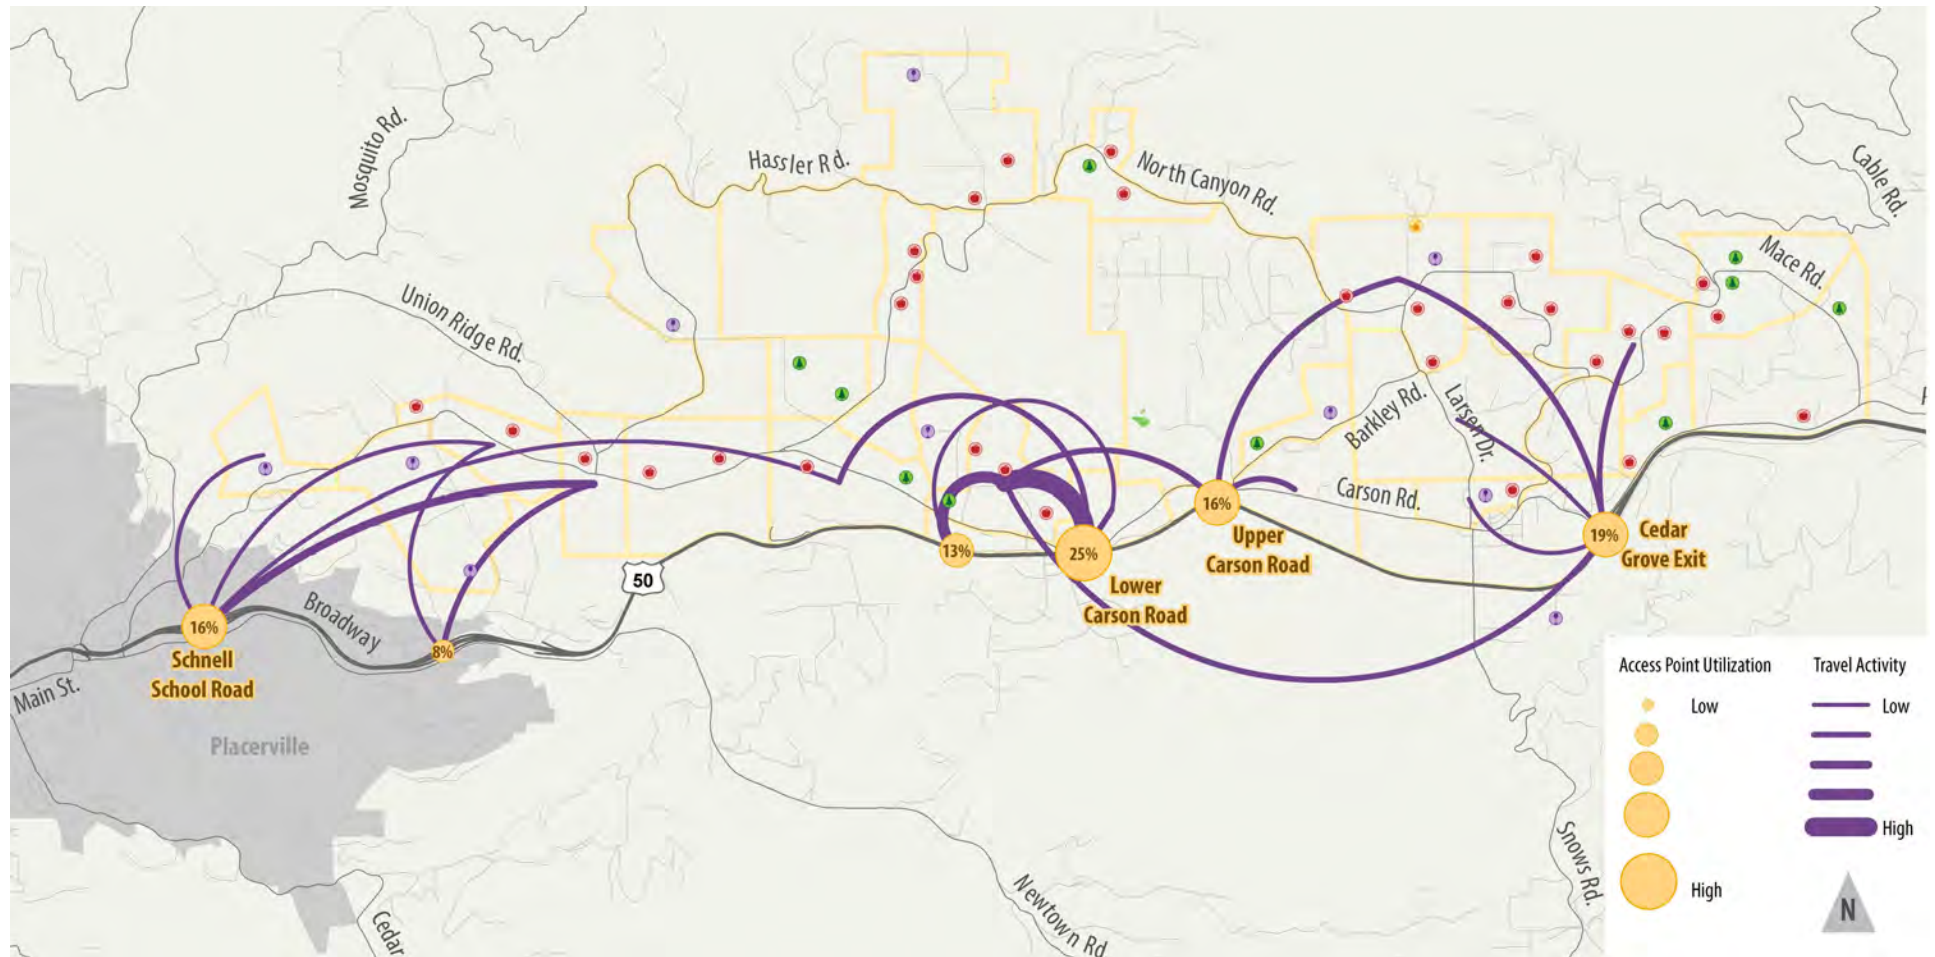 Mosquito Rd.
Hassler Rd.
North Canyon Rd.
Cable Rd.
Mace Rd.
Union Ridge Rd.
Barkley Rd.
Larsen Dr.
Carson Rd.
16%
Upper
Carson Road
19%
Cedar
Grove Exit
13%
25%
Lower
Carson Road
50
Broadway
16%
Schnell
School Road
8%
Main St.
Placerville
Cedar
Newtown Rd
Snows Rd.
Access Point Utilization
Low
High
Travel Activity
Low
High
N